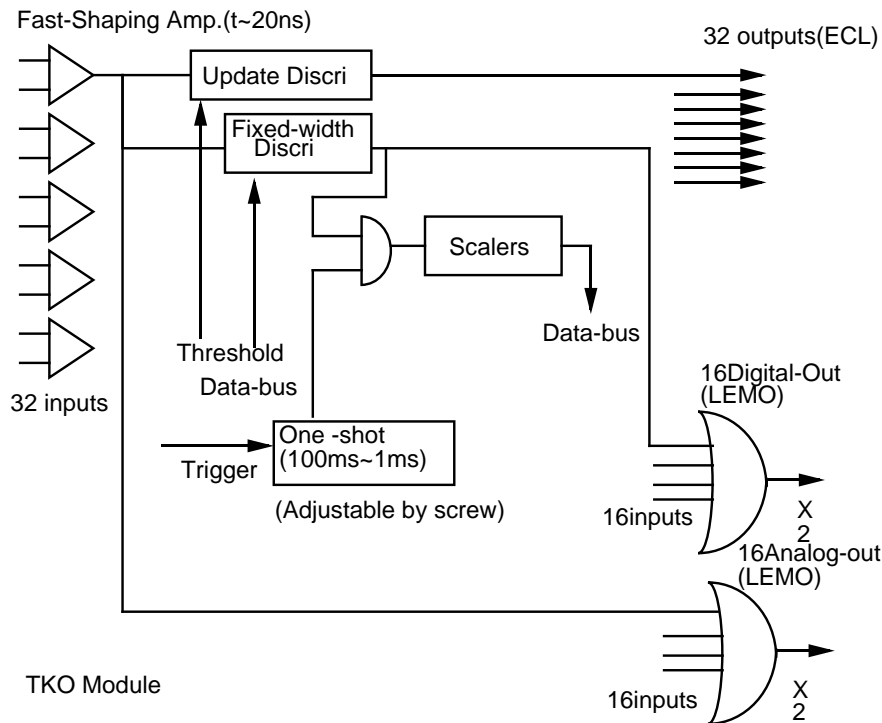 Fast-Shaping Amp.(t~20ns)
32 outputs(ECL)
Update Discri
Fixed-width
Discri
Scalers
Data-bus
Threshold
Data-bus
32 inputs
One -shot
(100ms~1ms)
Trigger
(Adjustable by screw)
16Digital-Out
(LEMO)
16inputs
X
2
16Analog-out
(LEMO)
16inputs
X
2
TKO Module